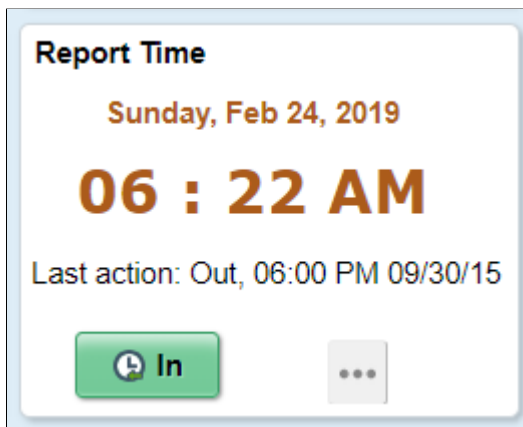 Report Time
Sunday, Feb 24, 2019
06 : 22 AM
Last action: Out, 06:00 PM 09/30/15
In